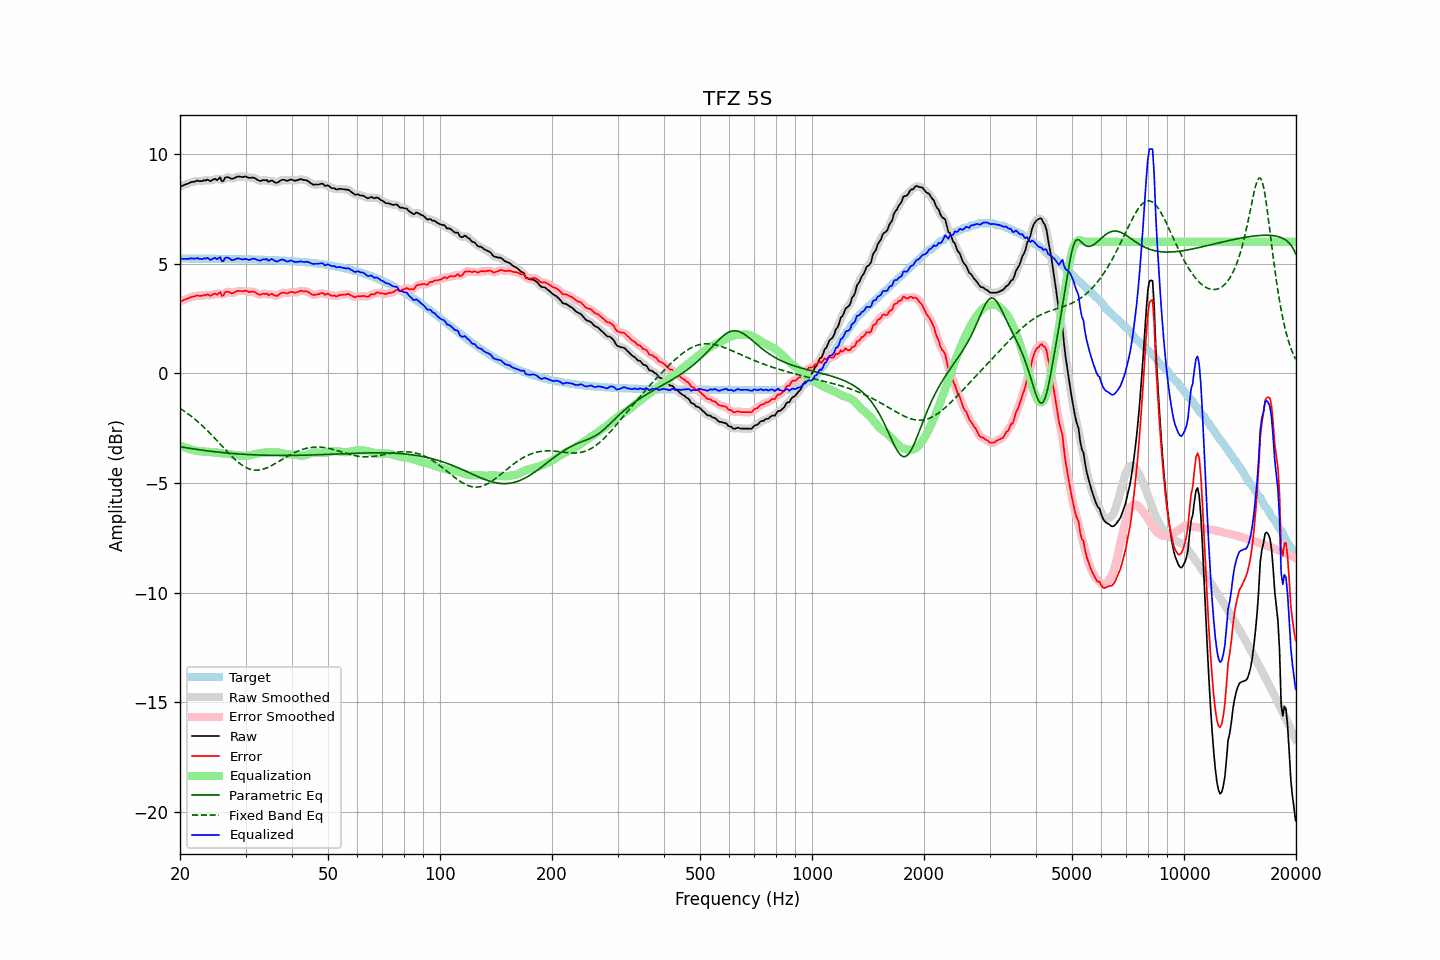 TFZ 5S
10
5
0
−5
−10
−15
−20
Amplitude (dBr)
Target
Raw Smoothed
Error Smoothed
Raw
Error
Equalization
Parametric Eq
Fixed Band Eq
Equalized
20 50 100 200 500 1000 2000 5000 10000 20000
Frequency (Hz)